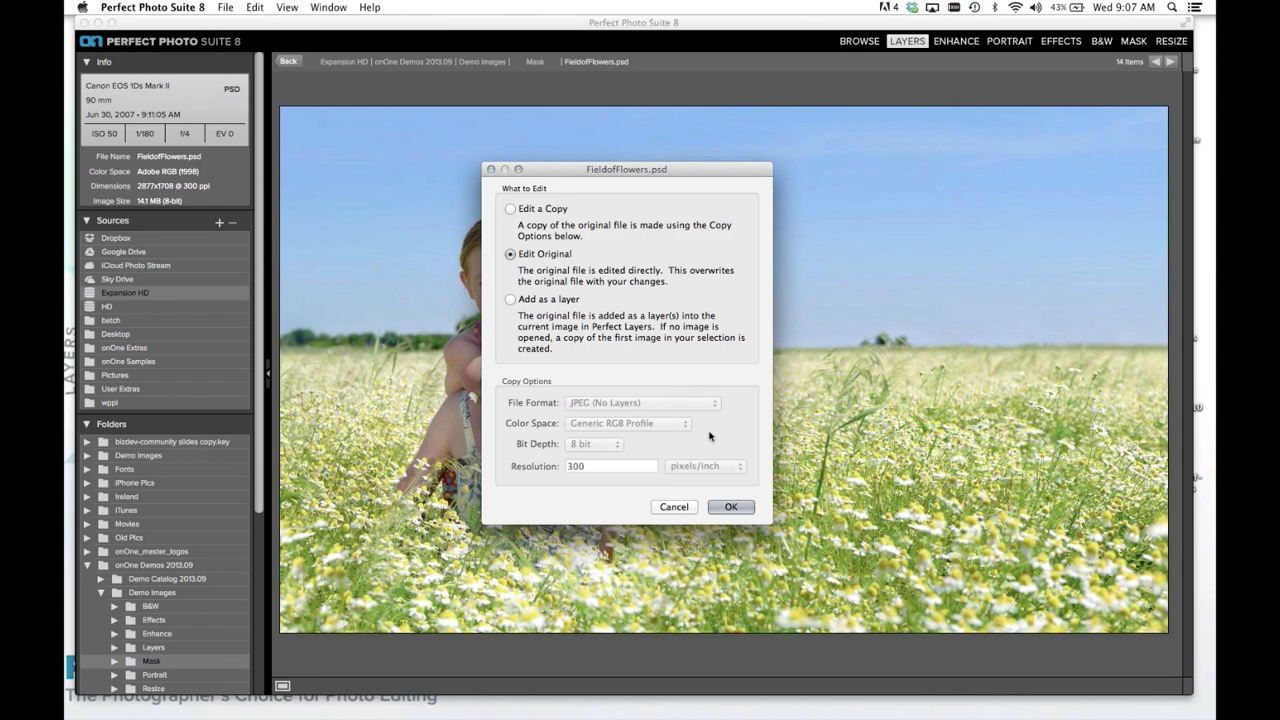 Perfect Photo Suite 8 File Edit View Window Help
4 43% Wed 9:07 AM
Perfect Photo Suite 8
on PERFECT PHOTO SUITE 8
BROWSE LAYERS ENHANCE PORTRAIT EFFECTS B&W MASK RESIZE
Info
Back Expansion HD | onOne Demos 2013.09 | Demo Images | Mask | FieldofFlowers.psd 14 Items
Canon EOS 1Ds Mark II PSD
90 mm
Jun 30, 2007 • 9:11:05 AM
ISO 50 1/180 f/4 EV 0
File Name FieldofFlowers.psd
Color Space Adobe RGB (1998)
Dimensions 2877x1708 @ 300 ppi
Image Size 14.1 MB (8-bit)
Sources + −
Dropbox
Google Drive
iCloud Photo Stream
Sky Drive
Expansion HD
HD
batch
Desktop
onOne Extras
onOne Samples
Pictures
User Extras
wppi
Folders
bizdev-community slides copy.key
Demo Images
Fonts
iPhone Pics
Ireland
iTunes
Movies
Old Pics
onOne_master_logos
onOne Demos 2013.09
Demo Catalog 2013.09
Demo Images
B&W
Effects
Enhance
Layers
Mask
Portrait
Resize
FieldofFlowers.psd
What to Edit
Edit a Copy
A copy of the original file is made using the Copy
Options below.
Edit Original
The original file is edited directly. This overwrites
the original file with your changes.
Add as a layer
The original file is added as a layer(s) into the
current image in Perfect Layers. If no image is
opened, a copy of the first image in your selection is
created.
Copy Options
File Format: JPEG (No Layers)
Color Space: Generic RGB Profile
Bit Depth: 8 bit
Resolution: 300 pixels/inch
Cancel OK
LAYERS
The Photographer's Choice for Photo Editing